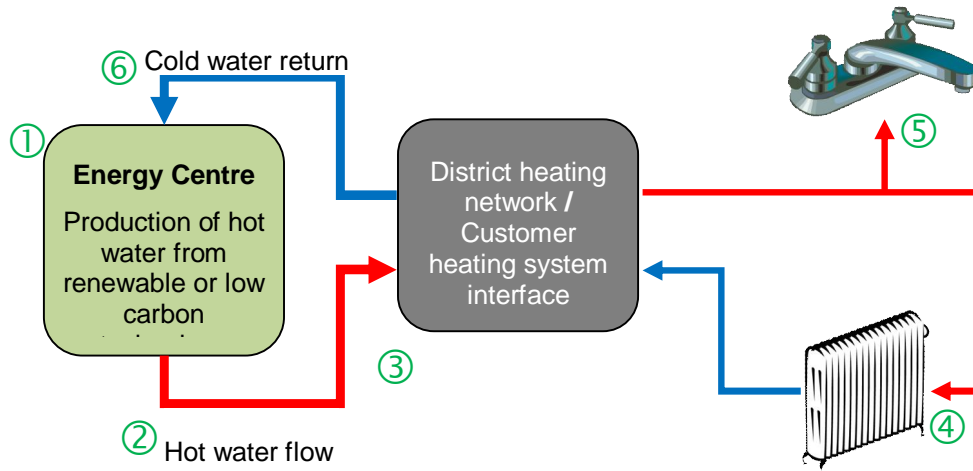 ⑥ Cold water return
①
Energy Centre
Production of hot
water from
renewable or low
carbon
District heating
network /
Customer
heating system
interface
⑤
③
④
② Hot water flow